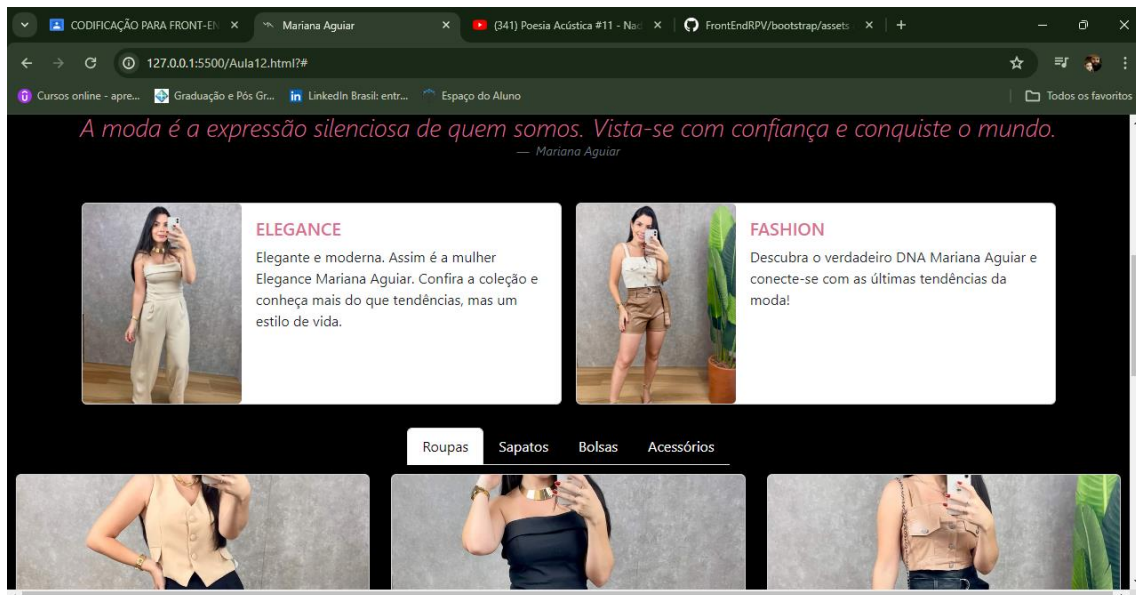 CODIFICAÇÃO PARA FRONT-EN
Mariana Aguiar
(341) Poesia Acústica #11 - Nad
FrontEndRPV/bootstrap/assets
127.0.0.1:5500/Aula12.html?#
Cursos online - apre...
Graduação e Pós Gr...
LinkedIn Brasil: entr...
Espaço do Aluno
Todos os favoritos
A moda é a expressão silenciosa de quem somos. Vista-se com confiança e conquiste o mundo.
— Mariana Aguiar
ELEGANCE
Elegante e moderna. Assim é a mulher
Elegance Mariana Aguiar. Confira a coleção e
conheça mais do que tendências, mas um
estilo de vida.
FASHION
Descubra o verdadeiro DNA Mariana Aguiar e
conecte-se com as últimas tendências da
moda!
Roupas
Sapatos
Bolsas
Acessórios